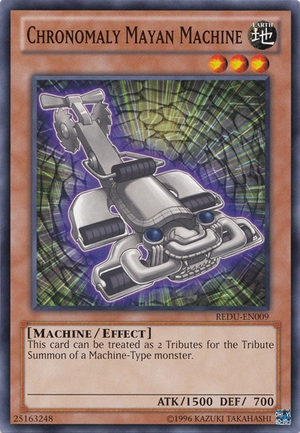 CHRONOMALY MAYAN MACHINE
EARTH
地
REDU-EN009
[MACHINE / EFFECT]
This card can be treated as 2 Tributes for the Tribute
Summon of a Machine-Type monster.
ATK/1500 DEF/ 700
25163248
©1996 KAZUKI TAKAHASHI